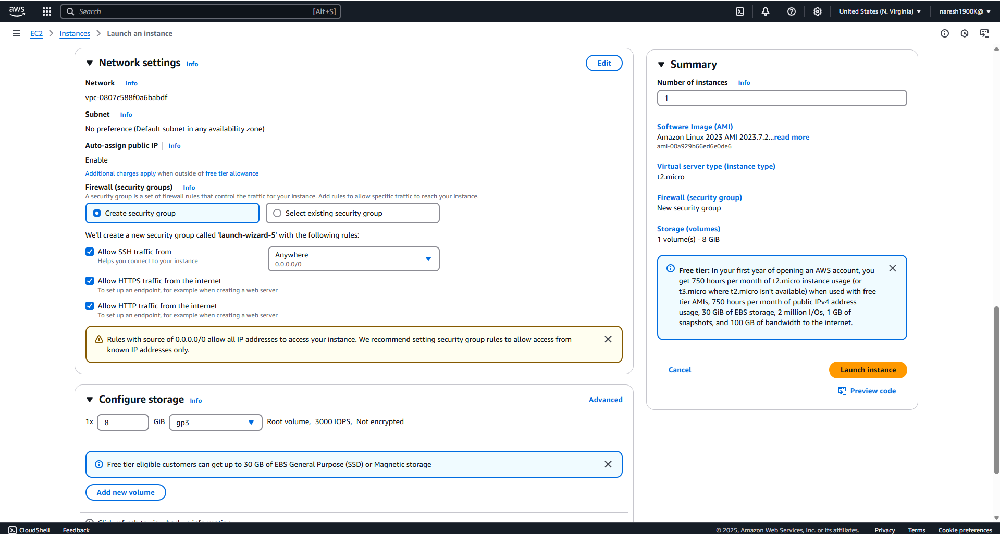 aws
Search [Alt+S]
United States (N. Virginia)
naresh1900K@
EC2 Instances Launch an instance
Network settings Info
Edit
Network Info
vpc-0807c588f0a6babdf
Subnet Info
No preference (Default subnet in any availability zone)
Auto-assign public IP Info
Enable
Additional charges apply when outside of free tier allowance
Firewall (security groups) Info
A security group is a set of firewall rules that control the traffic for your instance. Add rules to allow specific traffic to reach your instance.
Create security group
Select existing security group
We'll create a new security group called 'launch-wizard-5' with the following rules:
Allow SSH traffic from
Helps you connect to your instance
Anywhere
0.0.0.0/0
Allow HTTPS traffic from the internet
To set up an endpoint, for example when creating a web server
Allow HTTP traffic from the internet
To set up an endpoint, for example when creating a web server
Rules with source of 0.0.0.0/0 allow all IP addresses to access your instance. We recommend setting security group rules to allow access from
known IP addresses only.
Configure storage Info
Advanced
1x 8 GiB gp3 Root volume, 3000 IOPS, Not encrypted
Free tier eligible customers can get up to 30 GB of EBS General Purpose (SSD) or Magnetic storage
Add new volume
Summary
Number of instances Info
1
Software Image (AMI)
Amazon Linux 2023 AMI 2023.7.2...read more
ami-00a929b66ed6e0de6
Virtual server type (instance type)
t2.micro
Firewall (security group)
New security group
Storage (volumes)
1 volume(s) - 8 GiB
Free tier: In your first year of opening an AWS account, you
get 750 hours per month of t2.micro instance usage (or
t3.micro where t2.micro isn't available) when used with free
tier AMIs, 750 hours per month of public IPv4 address
usage, 30 GiB of EBS storage, 2 million I/Os, 1 GB of
snapshots, and 100 GB of bandwidth to the internet.
Cancel
Launch instance
Preview code
CloudShell Feedback
© 2025, Amazon Web Services, Inc. or its affiliates. Privacy Terms Cookie preferences